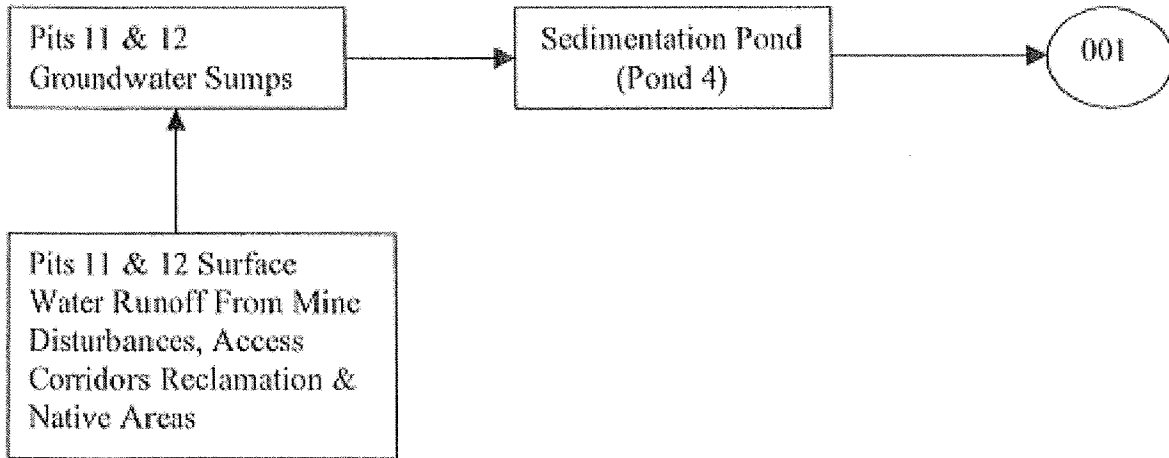 Pits 11 & 12
Groundwater Sumps
Sedimentation Pond
(Pond 4)
001
Pits 11 & 12 Surface
Water Runoff From Mine
Disturbances, Access
Corridors Reclamation &
Native Areas